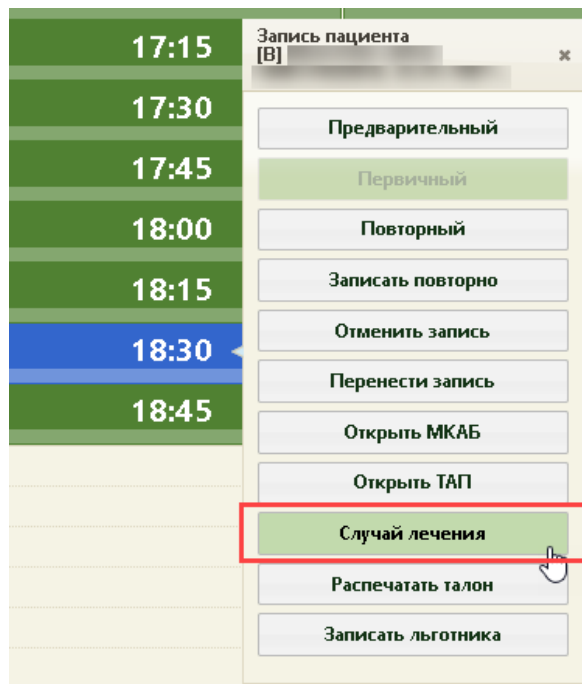 17:15
17:30
17:45
18:00
18:15
18:30
18:45
Запись пациента
[В]
Предварительный
Первичный
Повторный
Записать повторно
Отменить запись
Перенести запись
Открыть МКАБ
Открыть ТАП
Случай лечения
Распечатать талон
Записать льготника